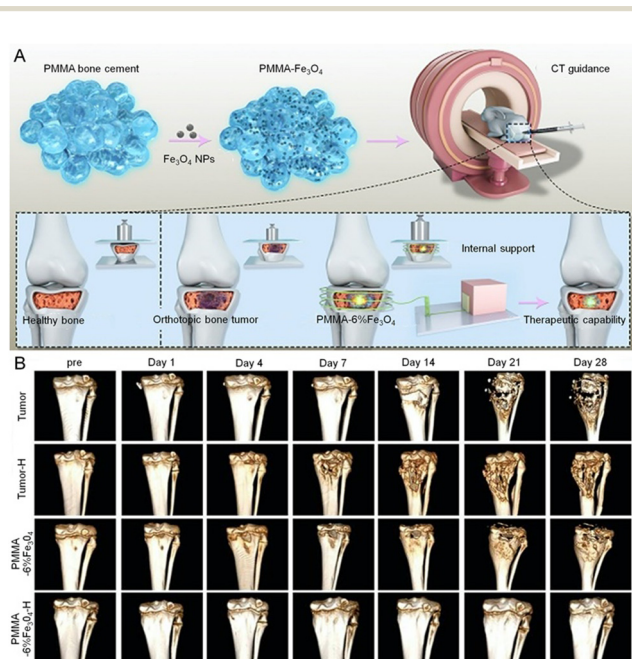 A
PMMA bone cement
PMMA-Fe₃O₄
CT guidance
Fe₃O₄ NPs
Internal support
Healthy bone
Orthotopic bone tumor
PMMA-6%Fe₃O₄
Therapeutic capability
B
pre
Day 1
Day 4
Day 7
Day 14
Day 21
Day 28
Tumor
Tumor-H
PMMA
-6%Fe₃O₄
PMMA
-6%Fe₃O₄-H